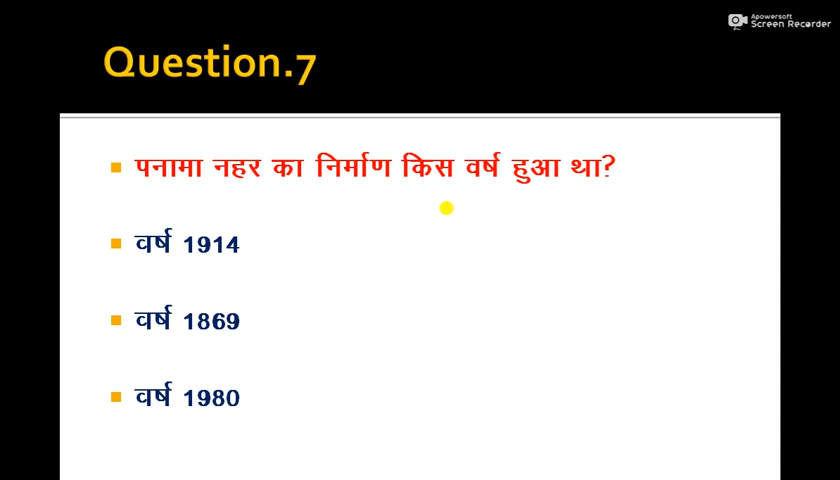 Apowersoft
Screen Recorder
Question.7
पनामा नहर का निर्माण किस वर्ष हुआ था?
वर्ष 1914
वर्ष 1869
वर्ष 1980